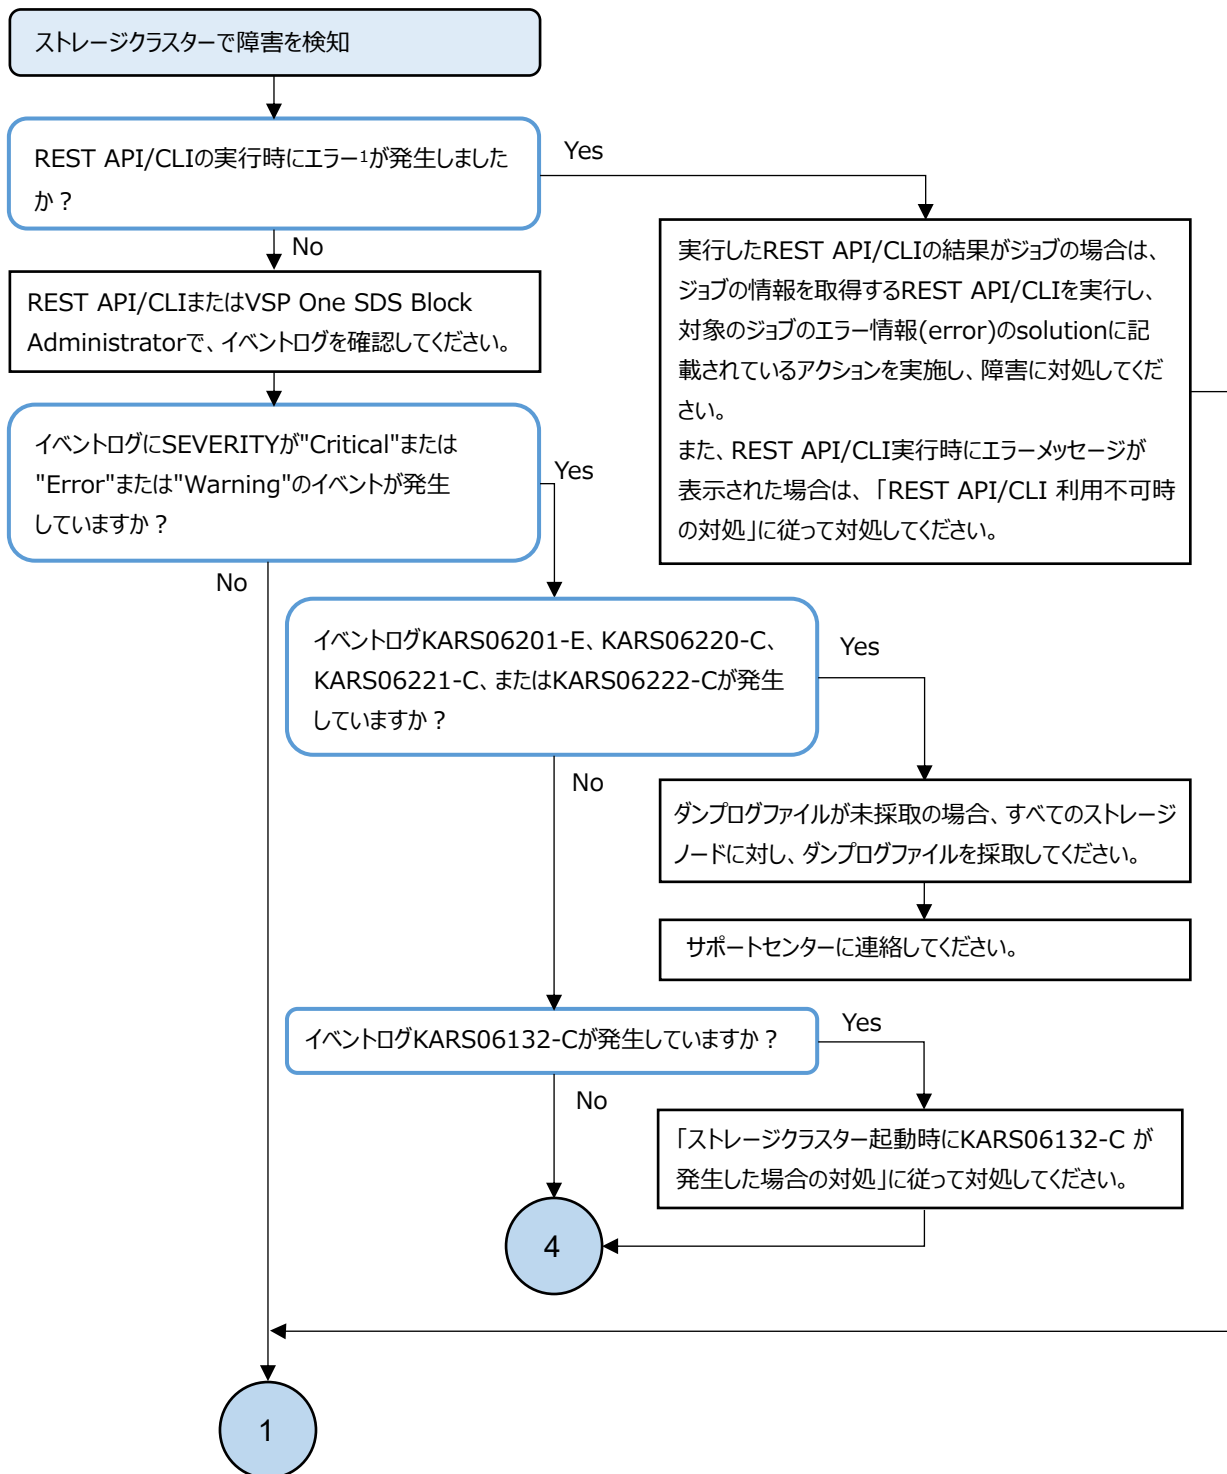 ストレージクラスターで障害を検知
REST API/CLIの実行時にエラー1が発生しました
か？
Yes
No
実行したREST API/CLIの結果がジョブの場合は、
ジョブの情報を取得するREST API/CLIを実行し、
対象のジョブのエラー情報(error)のsolutionに記
載されているアクションを実施し、障害に対処してくだ
さい。
また、REST API/CLI実行時にエラーメッセージが
表示された場合は、「REST API/CLI 利用不可時
の対処」に従って対処してください。
REST API/CLIまたはVSP One SDS Block
Administratorで、イベントログを確認してください。
イベントログにSEVERITYが"Critical"または
"Error"または"Warning"のイベントが発生
していますか？
Yes
No
イベントログKARS06201-E、KARS06220-C、
KARS06221-C、またはKARS06222-Cが発生
していますか？
Yes
No
ダンプログファイルが未採取の場合、すべてのストレージ
ノードに対し、ダンプログファイルを採取してください。
サポートセンターに連絡してください。
イベントログKARS06132-Cが発生していますか？
Yes
No
「ストレージクラスター起動時にKARS06132-C が
発生した場合の対処」に従って対処してください。
4
1